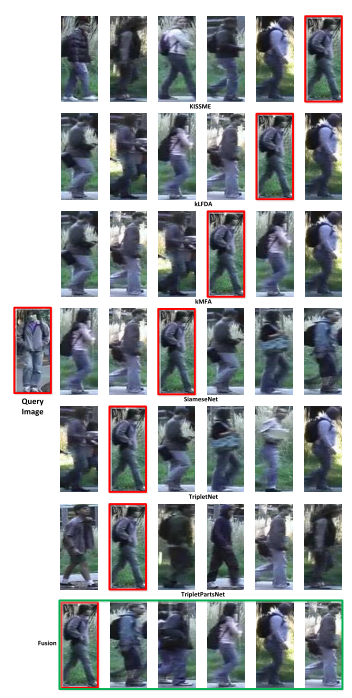 KISSME
kLFDA
kMFA
SiameseNet
Query
Image
TripletNet
TripletPartsNet
Fusion